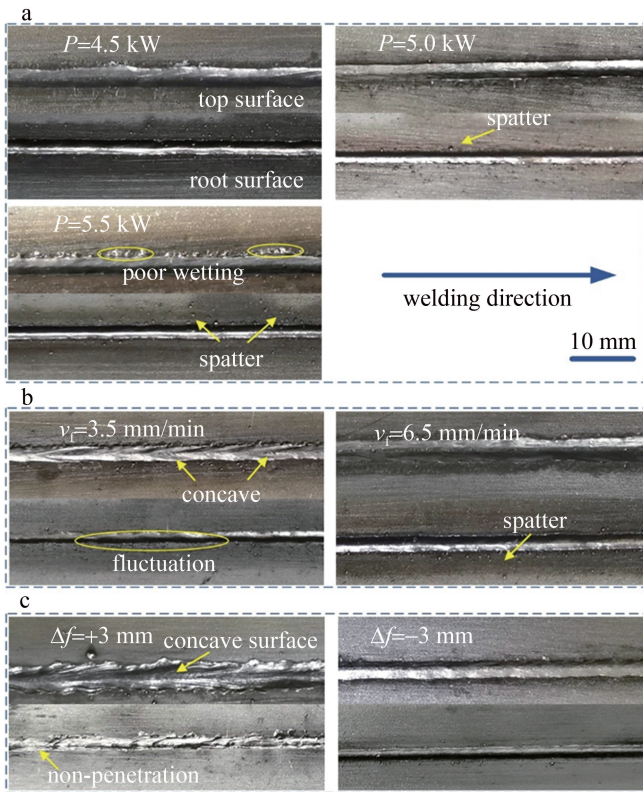 a
P=4.5 kW
top surface
root surface
P=5.0 kW
spatter
P=5.5 kW
poor wetting
spatter
welding direction
10 mm
b
v_f=3.5 mm/min
concave
fluctuation
v_f=6.5 mm/min
spatter
c
Δf=+3 mm
concave surface
non-penetration
Δf=−3 mm